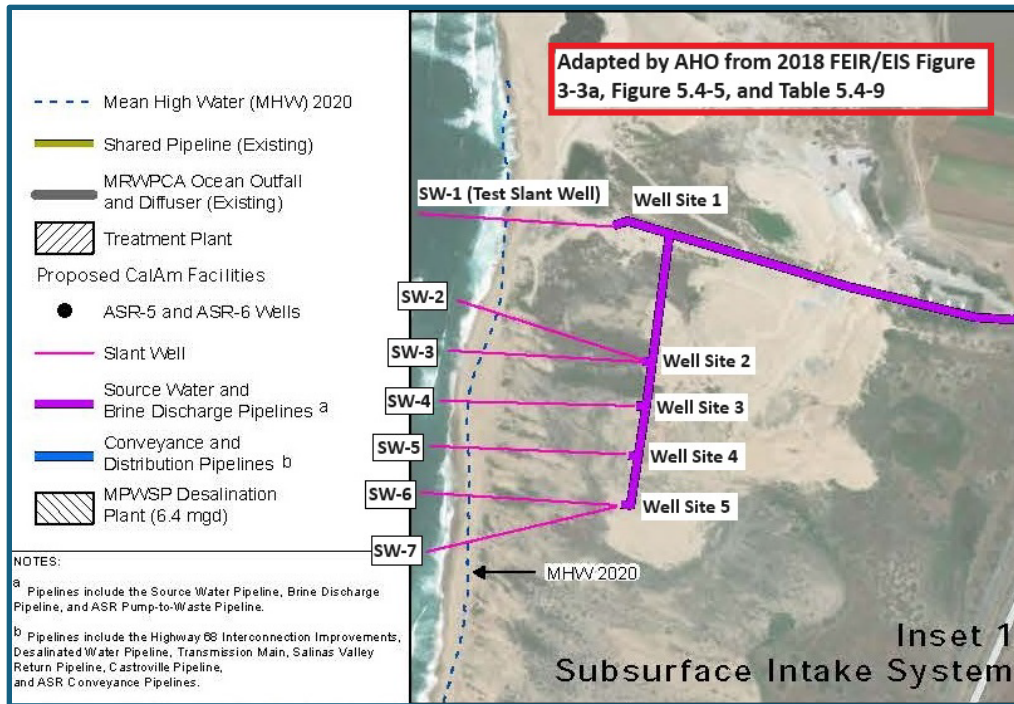 Mean High Water (MHW) 2020
Shared Pipeline (Existing)
MRWPCA Ocean Outfall
and Diffuser (Existing)
Treatment Plant
Proposed CalAm Facilities
ASR-5 and ASR-6 Wells
Slant Well
Source Water and
Brine Discharge Pipelines a
Conveyance and
Distribution Pipelines b
MPWSP Desalination
Plant (6.4 mgd)
NOTES:
a Pipelines include the Source Water Pipeline, Brine Discharge
Pipeline, and ASR Pump-to-Waste Pipeline.
b Pipelines include the Highway 68 Interconnection Improvements,
Desalinated Water Pipeline, Transmission Main, Salinas Valley
Return Pipeline, Castroville Pipeline,
and ASR Conveyance Pipelines.
Adapted by AHO from 2018 FEIR/EIS Figure
3-3a, Figure 5.4-5, and Table 5.4-9
SW-1 (Test Slant Well)
Well Site 1
SW-2
SW-3
Well Site 2
SW-4
Well Site 3
SW-5
Well Site 4
SW-6
Well Site 5
SW-7
MHW 2020
Inset 1
Subsurface Intake System